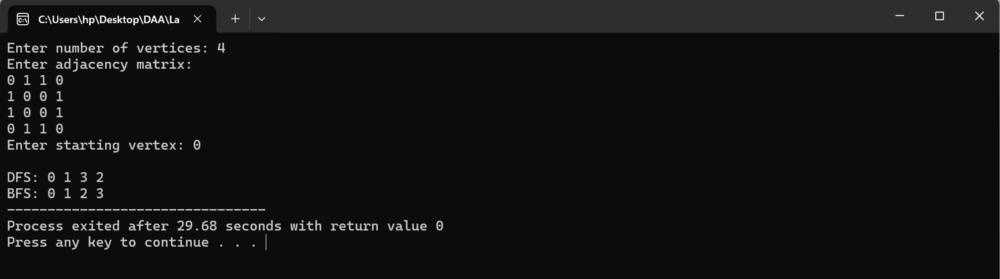 C:\Users\hp\Desktop\DAA\La
Enter number of vertices: 4
Enter adjacency matrix:
0 1 1 0
1 0 0 1
1 0 0 1
0 1 1 0
Enter starting vertex: 0
DFS: 0 1 3 2
BFS: 0 1 2 3
--------------------------------
Process exited after 29.68 seconds with return value 0
Press any key to continue . . .